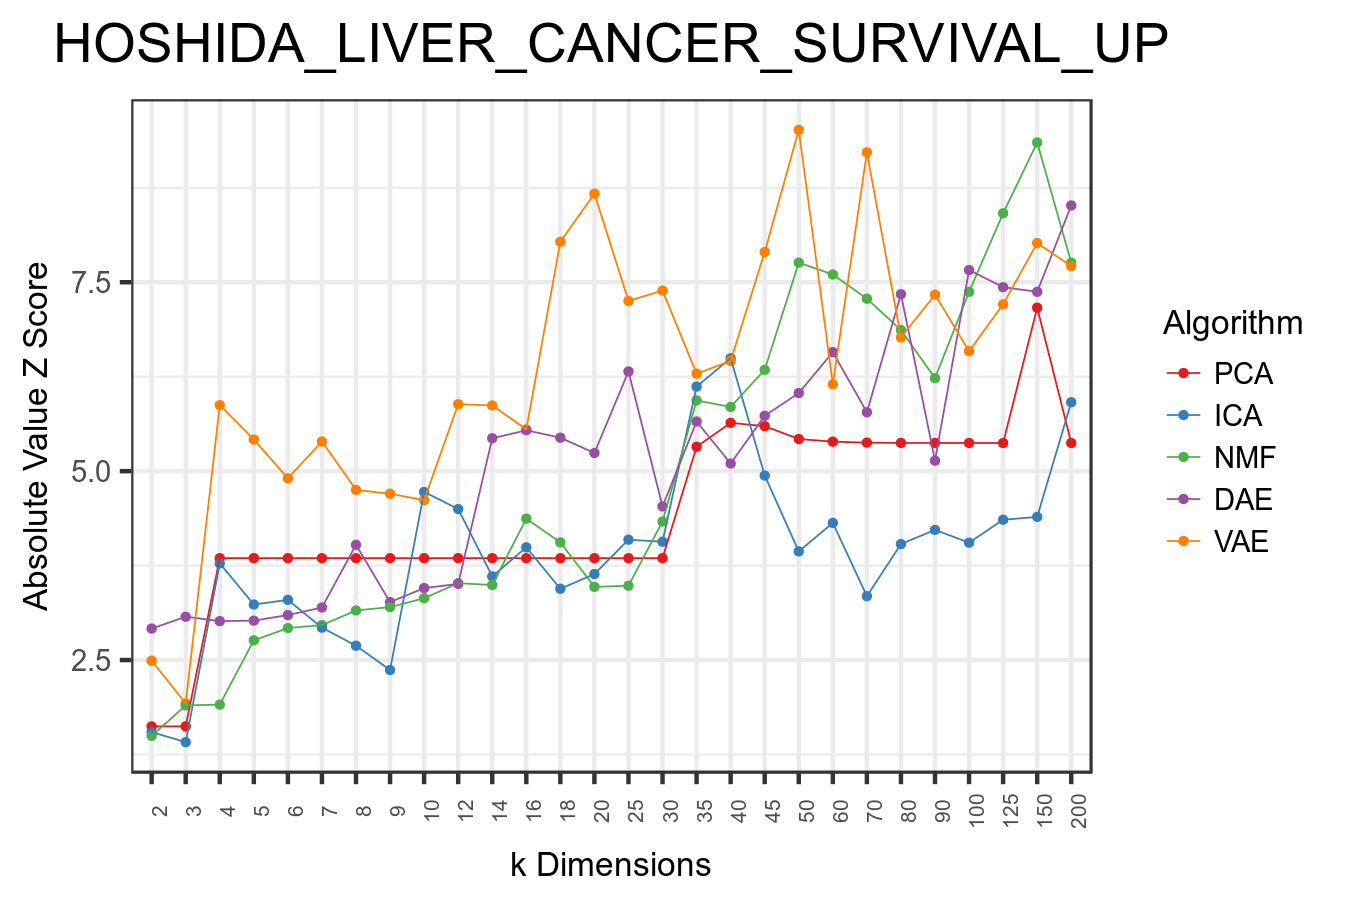 HOSHIDA_LIVER_CANCER_SURVIVAL_UP
Absolute Value Z Score
7.5
5.0
2.5
2 3 4 5 6 7 8 9 10 12 14 16 18 20 25 30 35 40 45 50 60 70 80 90 100 125 150 200
k Dimensions
Algorithm
PCA
ICA
NMF
DAE
VAE